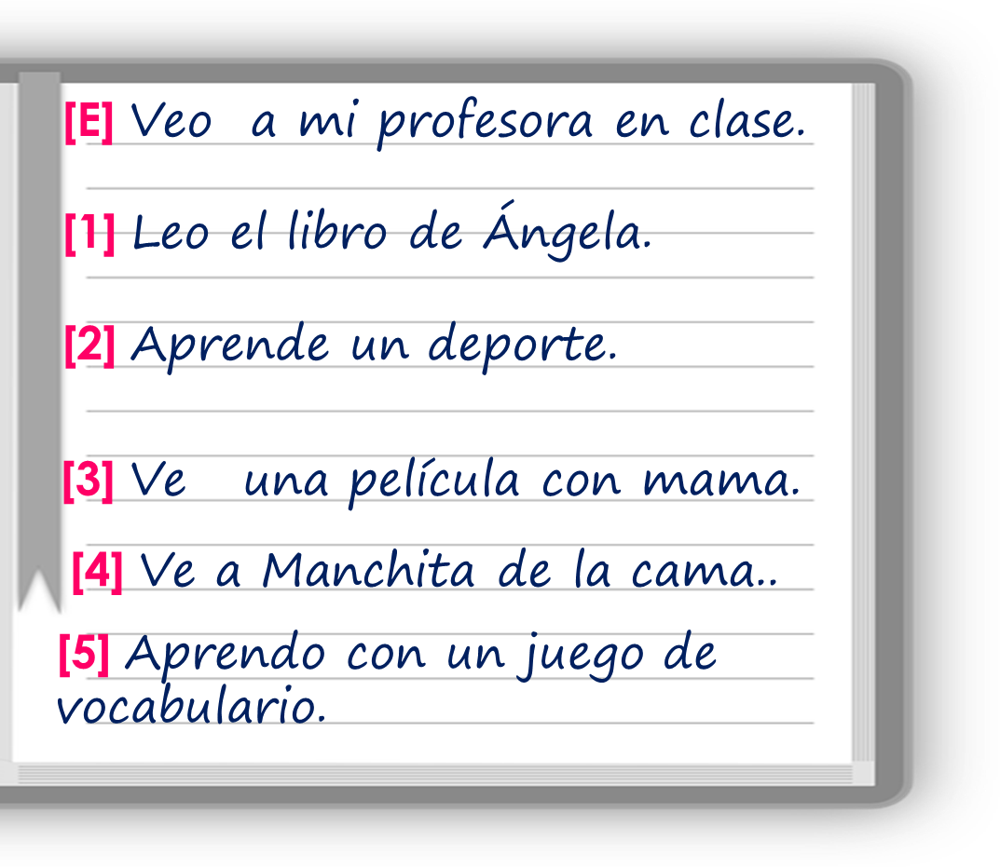 [E] Veo a mi profesora en clase.
[1] Leo el libro de Ángela.
[2] Aprende un deporte.
[3] Ve una película con mama.
[4] Ve a Manchita de la cama..
[5] Aprendo con un juego de
vocabulario.